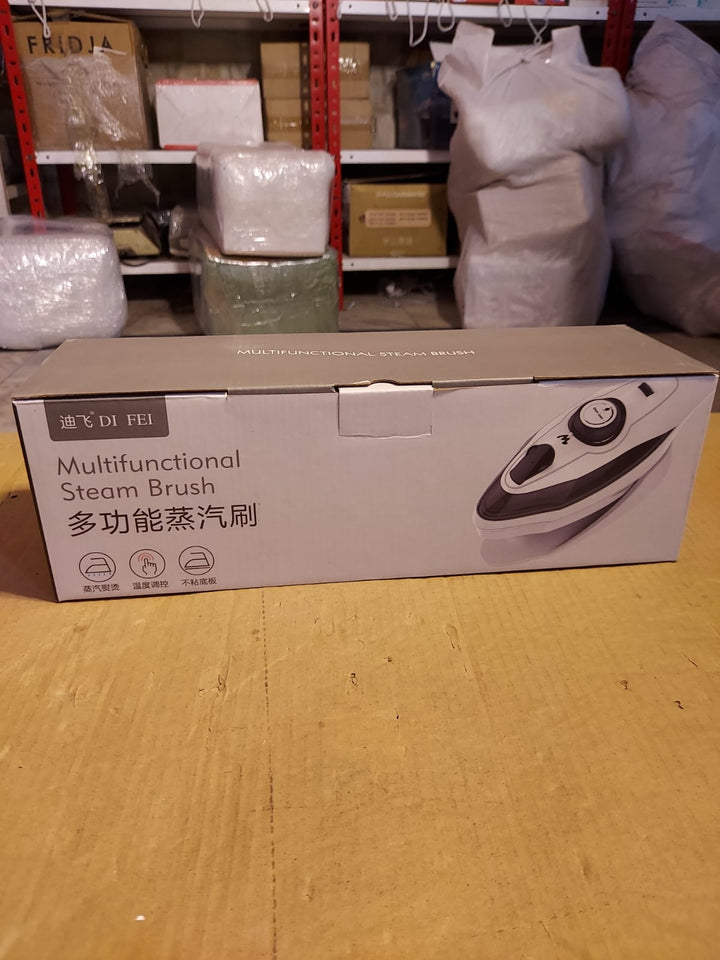 FRIDJA
MULTIFUNCTIONAL STEAM BRUSH
迪飞® DI FEI
Multifunctional
Steam Brush
多功能蒸汽刷
蒸汽熨烫 温度调控 不粘底板